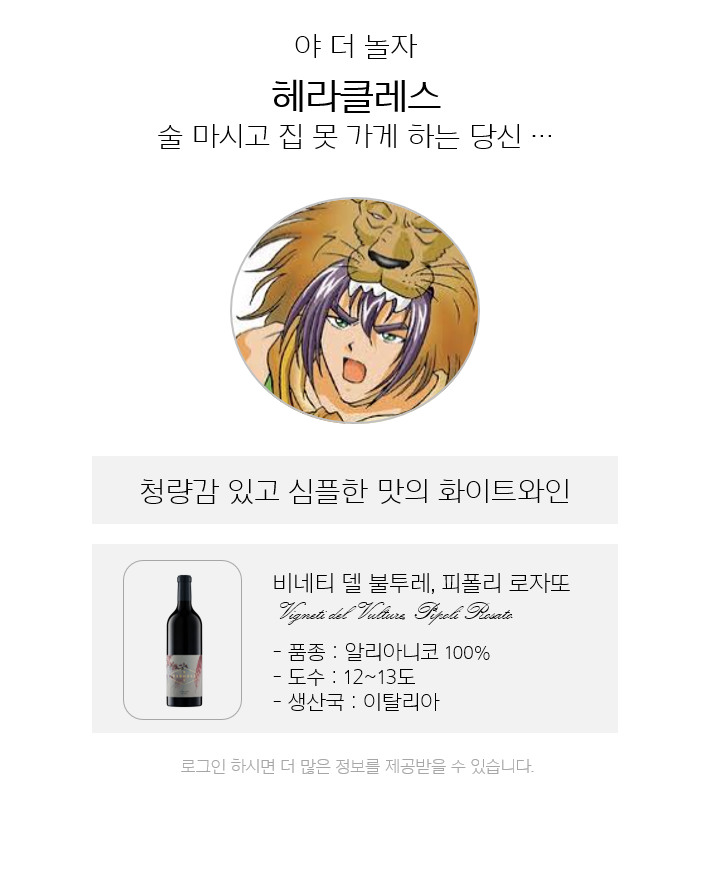 야 더 놀자
헤라클레스
술 마시고 집 못 가게 하는 당신 …
청량감 있고 심플한 맛의 화이트와인
비네티 델 불투레, 피폴리 로자또
Vigneti del Vulture, Pipoli Rosato
- 품종 : 알리아니코 100%
- 도수 : 12~13도
- 생산국 : 이탈리아
로그인 하시면 더 많은 정보를 제공받을 수 있습니다.